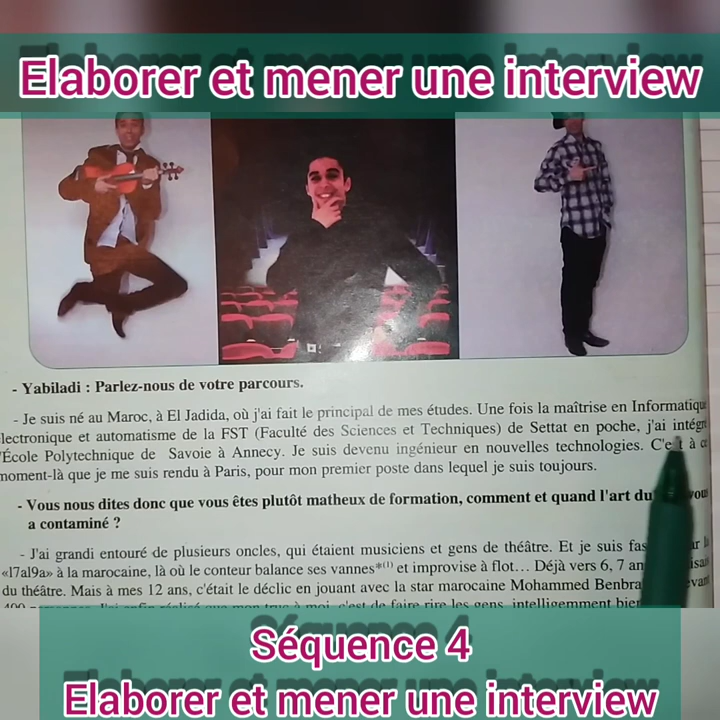 Elaborer et mener une interview
- Yabiladi : Parlez-nous de votre parcours.
- Je suis né au Maroc, à El Jadida, où j'ai fait le principal de mes études. Une fois la maîtrise en Informatique
lectronique et automatisme de la FST (Faculté des Sciences et Techniques) de Settat en poche, j'ai intégré
École Polytechnique de Savoie à Annecy. Je suis devenu ingénieur en nouvelles technologies. à
moment-là que je me suis rendu à Paris, pour mon premier poste dans lequel je suis toujours.
- Vous nous dites donc que vous êtes plutôt matheux de formation, comment et quand l'art du
a contaminé ?
- J'ai grandi entouré de plusieurs oncles, qui étaient musiciens et gens de théâtre. Et je suis
«l7al9a» à la marocaine, là où le conteur balance ses vannes*(1) et improvise à flot… Déjà vers 6, 7
du théâtre. Mais à mes 12 ans, c'était le déclic en jouant avec la star marocaine Mohammed
faire rire les gens, intelligemment
Séquence 4
Elaborer et mener une interview